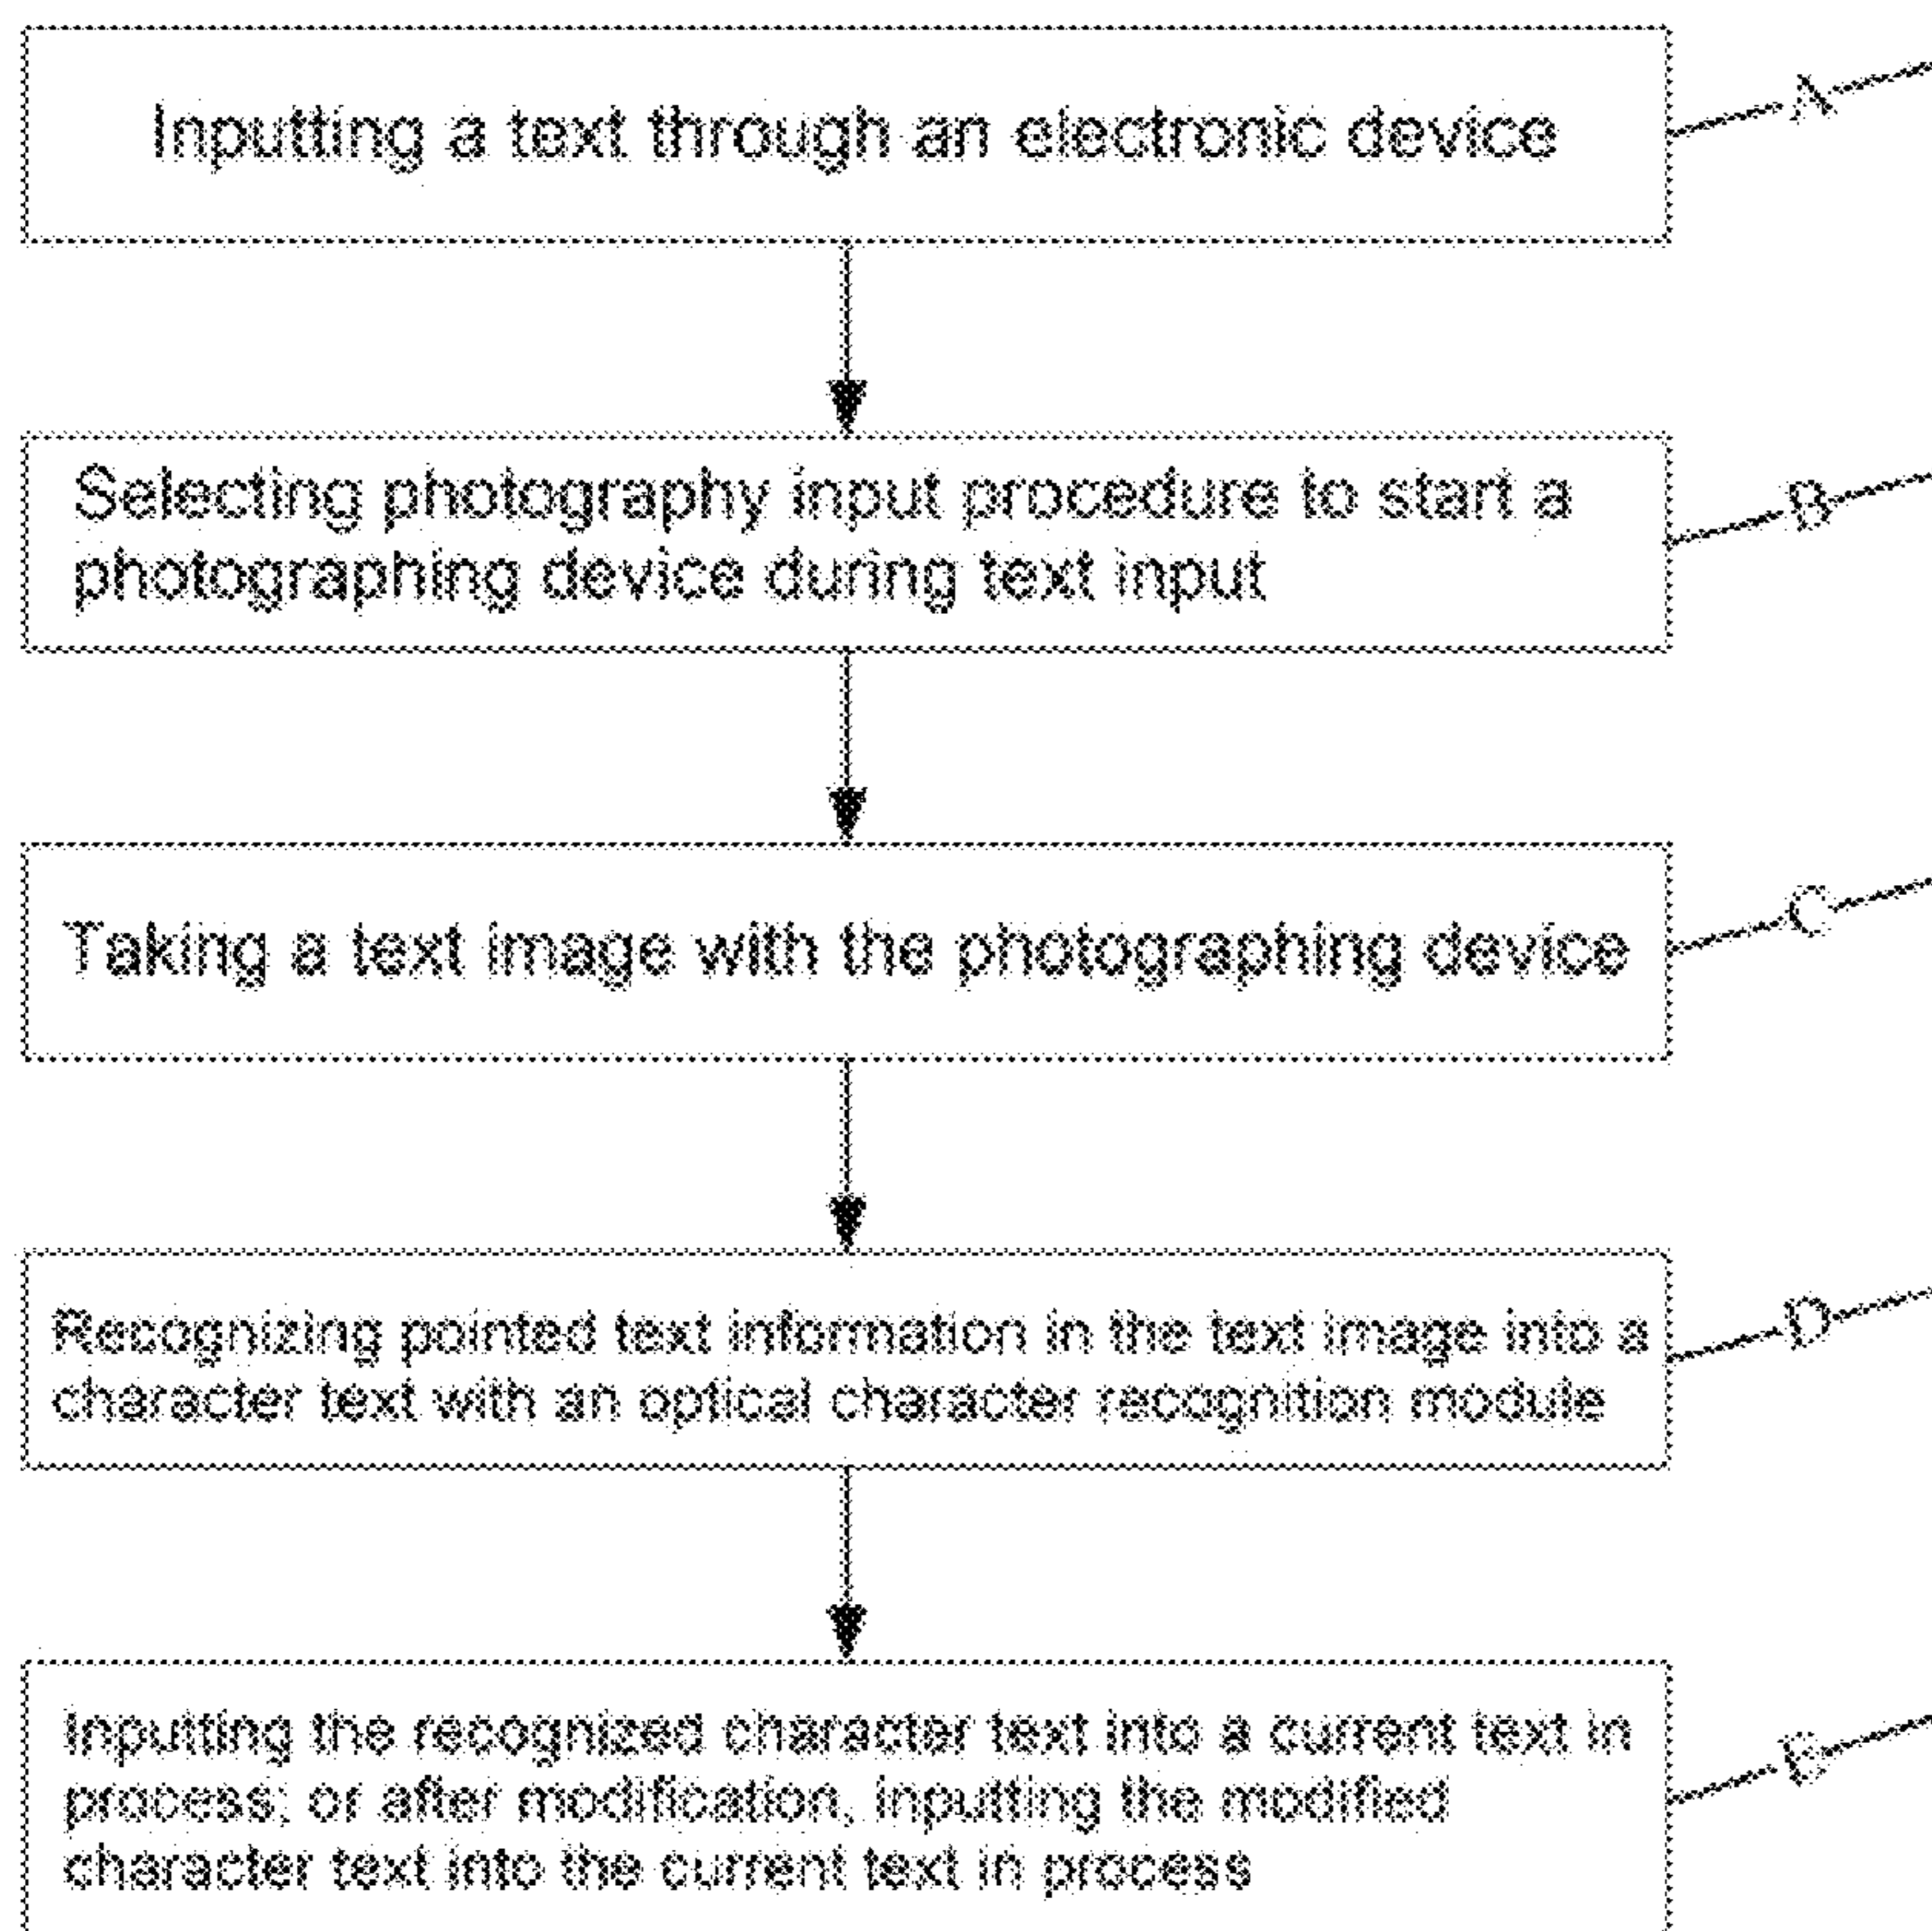 Inputting a text through an electronic device
A
Selecting photography input procedure to start a
photographing device during text input
B
Taking a text image with the photographing device
C
Recognizing pointed text information in the text image into a
character text with an optical character recognition module
D
Inputting the recognized character text into a current text in
process; or after modification, inputting the modified
character text into the current text in process
E